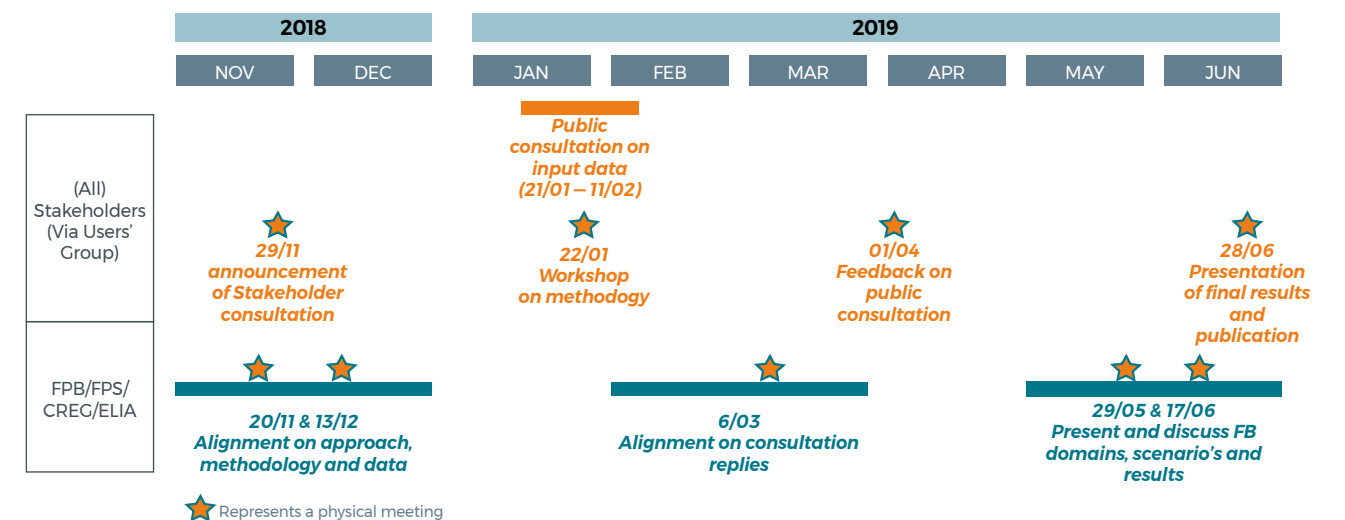 2018
2019
NOV
DEC
JAN
FEB
MAR
APR
MAY
JUN
(All)
Stakeholders
(Via Users’
Group)
Public
consultation on
input data
(21/01 – 11/02)
29/11
announcement
of Stakeholder
consultation
22/01
Workshop
on methodogy
01/04
Feedback on
public
consultation
28/06
Presentation
of final results
and
publication
FPB/FPS/
CREG/ELIA
20/11 & 13/12
Alignment on approach,
methodology and data
6/03
Alignment on consultation
replies
29/05 & 17/06
Present and discuss FB
domains, scenario’s and
results
Represents a physical meeting